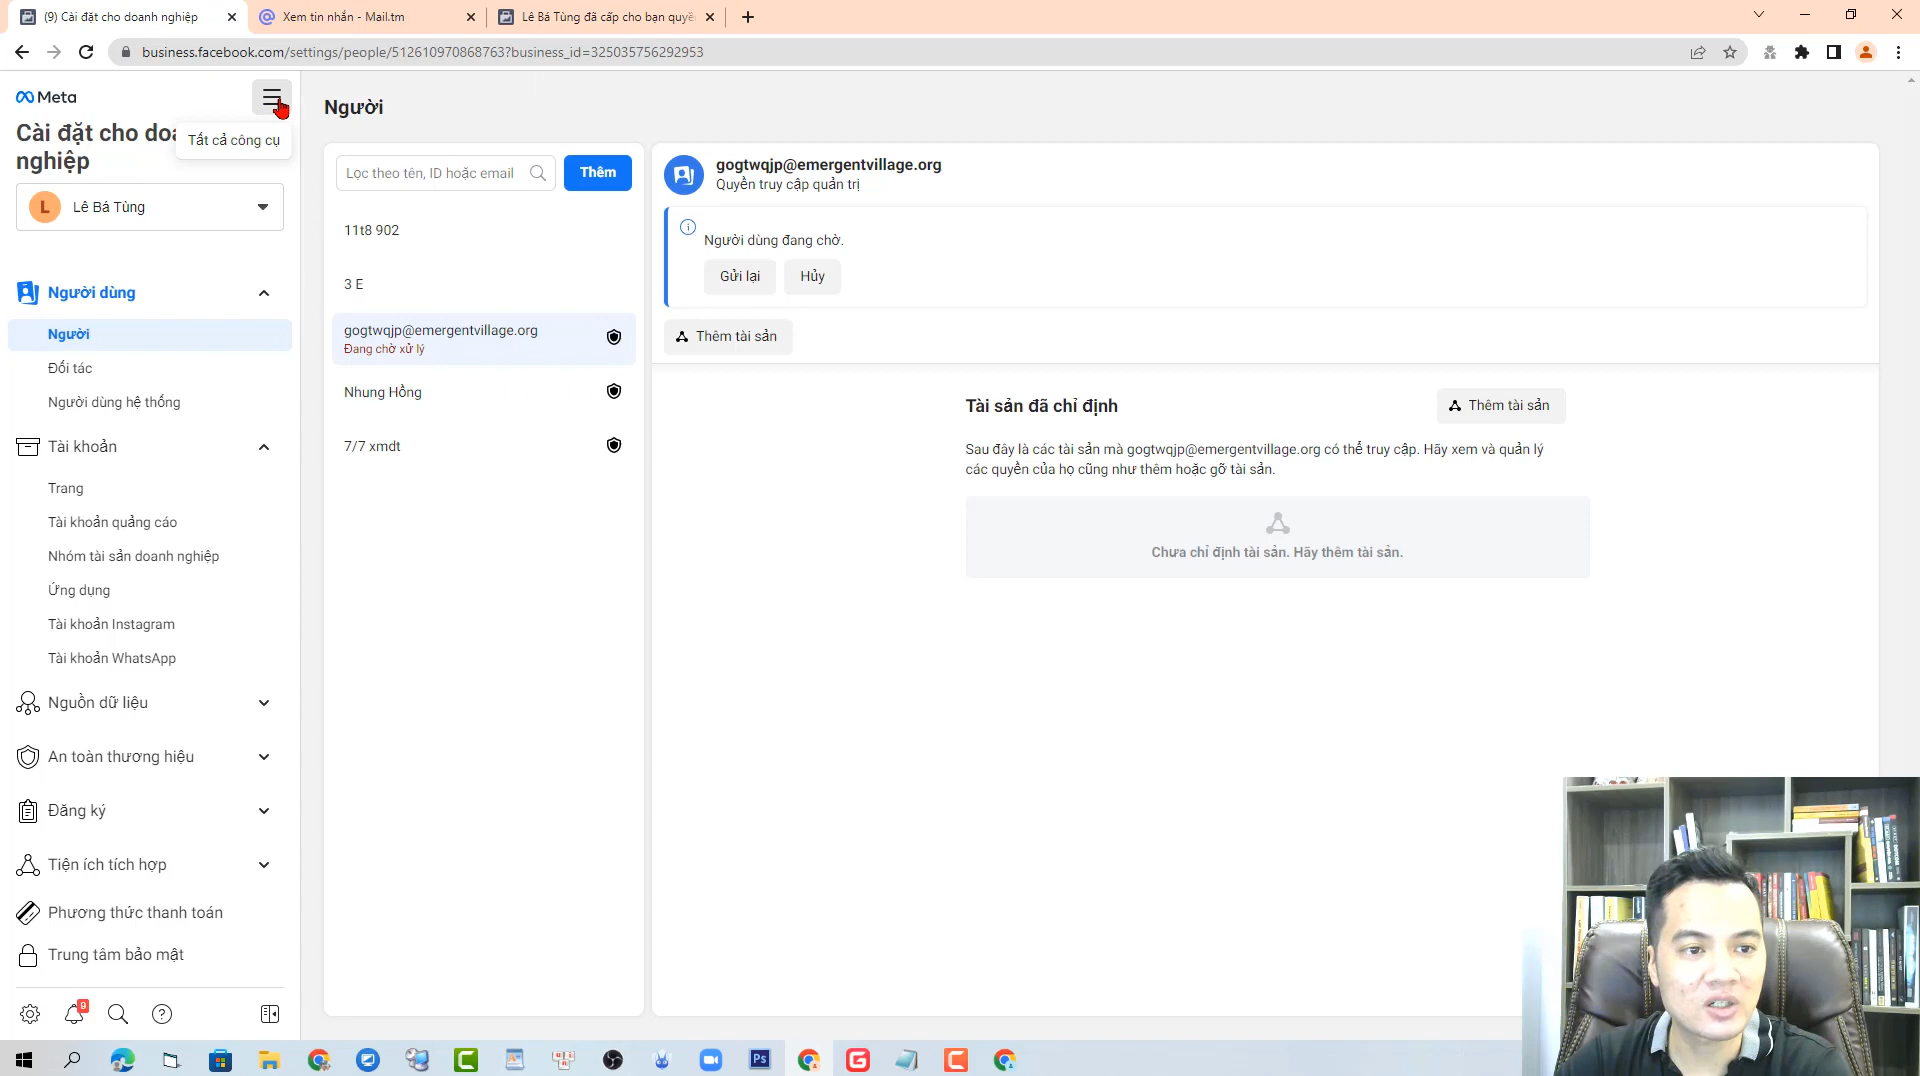 (9) Cài đặt cho doanh nghiệp
Xem tin nhắn - Mail.tm
Lê Bá Tùng đã cấp cho bạn quyề
business.facebook.com/settings/people/512610970868763?business_id=325035756292953
Meta
Cài đặt cho doa
nghiệp
Tất cả công cụ
L
Lê Bá Tùng
Người dùng
Người
Đối tác
Người dùng hệ thống
Tài khoản
Trang
Tài khoản quảng cáo
Nhóm tài sản doanh nghiệp
Ứng dụng
Tài khoản Instagram
Tài khoản WhatsApp
Nguồn dữ liệu
An toàn thương hiệu
Đăng ký
Tiện ích tích hợp
Phương thức thanh toán
Trung tâm bảo mật
9
Người
Lọc theo tên, ID hoặc email
Thêm
11t8 902
3 E
gogtwqjp@emergentvillage.org
Đang chờ xử lý
Nhung Hồng
7/7 xmdt
gogtwqjp@emergentvillage.org
Quyền truy cập quản trị
Người dùng đang chờ.
Gửi lại
Hủy
Thêm tài sản
Tài sản đã chỉ định
Thêm tài sản
Sau đây là các tài sản mà gogtwqjp@emergentvillage.org có thể truy cập. Hãy xem và quản lý
các quyền của họ cũng như thêm hoặc gỡ tài sản.
Chưa chỉ định tài sản. Hãy thêm tài sản.
Ps